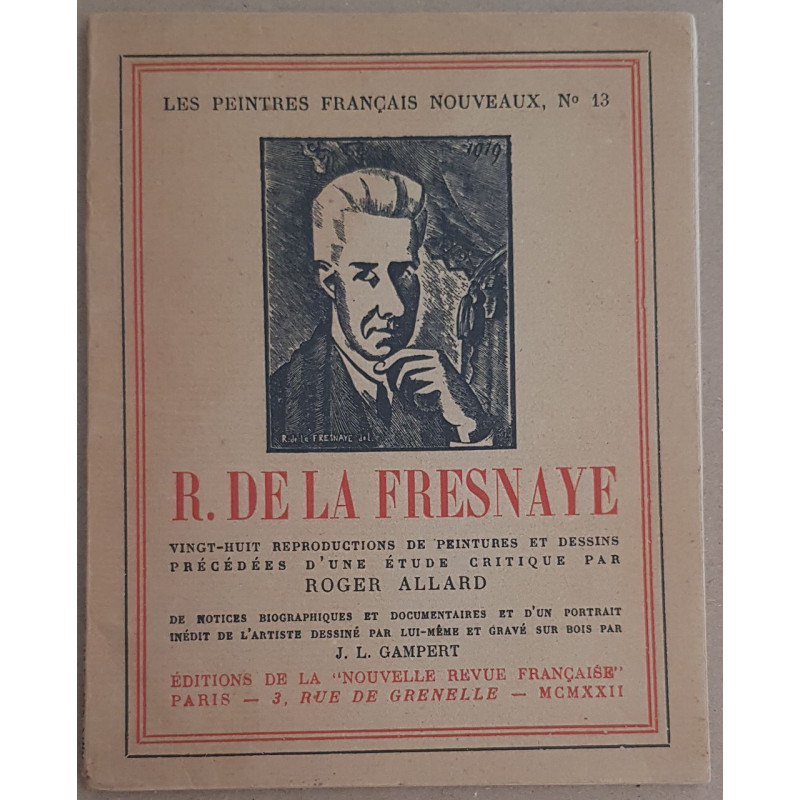 LES PEINTRES FRANÇAIS NOUVEAUX, No 13
1919
R. de la FRESNAYE del.
R. DE LA FRESNAYE
VINGT-HUIT REPRODUCTIONS DE PEINTURES ET DESSINS
PRÉCÉDÉES D'UNE ÉTUDE CRITIQUE PAR
ROGER ALLARD
DE NOTICES BIOGRAPHIQUES ET DOCUMENTAIRES ET D'UN PORTRAIT
INÉDIT DE L'ARTISTE DESSINÉ PAR LUI-MÊME ET GRAVÉ SUR BOIS PAR
J. L. GAMPERT
ÉDITIONS DE LA "NOUVELLE REVUE FRANÇAISE"
PARIS — 3, RUE DE GRENELLE — MCMXXII